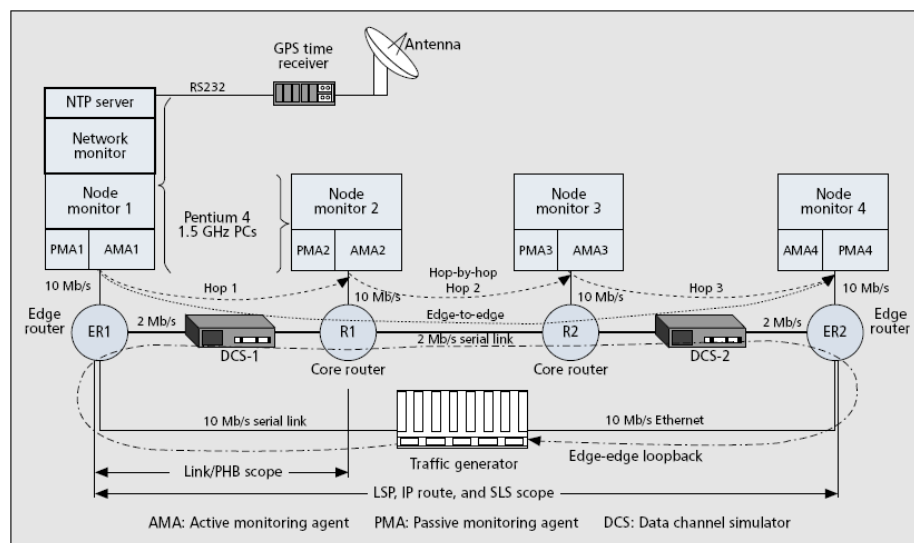 Antenna
GPS time
receiver
RS232
NTP server
Network
monitor
Node
monitor 1
PMA1
AMA1
Pentium 4
1.5 GHz PCs
Node
monitor 2
PMA2
AMA2
Node
monitor 3
PMA3
AMA3
Node
monitor 4
AMA4
PMA4
10 Mb/s
Hop 1
10 Mb/s
Hop-by-hop
Hop 2
10 Mb/s
Hop 3
10 Mb/s
Edge
router
ER1
2 Mb/s
DCS-1
R1
Core router
Edge-to-edge
2 Mb/s serial link
R2
Core router
DCS-2
2 Mb/s
ER2
Edge
router
10 Mb/s serial link
10 Mb/s Ethernet
Traffic generator
Edge-edge loopback
Link/PHB scope
LSP, IP route, and SLS scope
AMA: Active monitoring agent PMA: Passive monitoring agent DCS: Data channel simulator